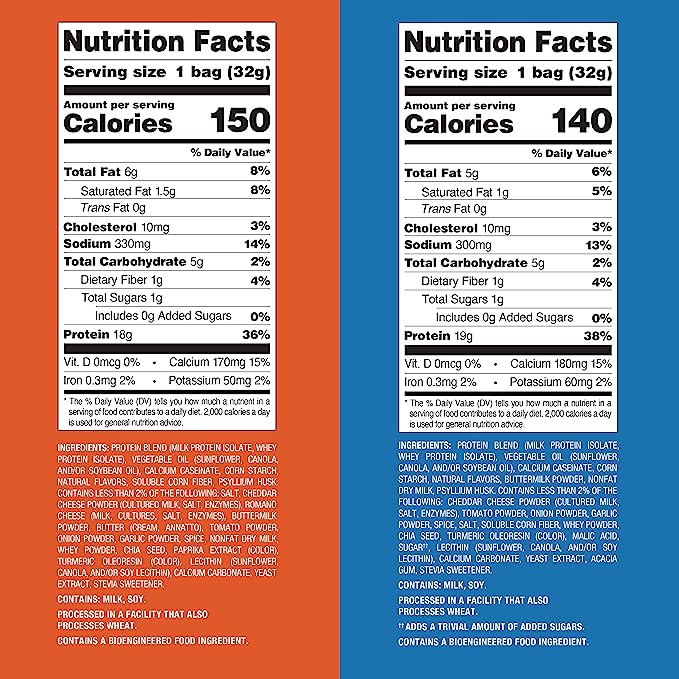 Nutrition Facts
Serving size 1 bag (32g)
Amount per serving
Calories 150
% Daily Value*
Total Fat 6g 8%
Saturated Fat 1.5g 8%
Trans Fat 0g
Cholesterol 10mg 3%
Sodium 330mg 14%
Total Carbohydrate 5g 2%
Dietary Fiber 1g 4%
Total Sugars 1g
Includes 0g Added Sugars 0%
Protein 18g 36%
Vit. D 0mcg 0% • Calcium 170mg 15%
Iron 0.3mg 2% • Potassium 50mg 2%
* The % Daily Value (DV) tells you how much a nutrient in a
serving of food contributes to a daily diet. 2,000 calories a day
is used for general nutrition advice.
INGREDIENTS: PROTEIN BLEND (MILK PROTEIN ISOLATE, WHEY
PROTEIN ISOLATE), VEGETABLE OIL (SUNFLOWER, CANOLA,
AND/OR SOYBEAN OIL), CALCIUM CASEINATE, CORN STARCH,
NATURAL FLAVORS, SOLUBLE CORN FIBER, PSYLLIUM HUSK.
CONTAINS LESS THAN 2% OF THE FOLLOWING: SALT, CHEDDAR
CHEESE POWDER (CULTURED MILK, SALT, ENZYMES), ROMANO
CHEESE (MILK, CULTURES, SALT, ENZYMES), BUTTERMILK
POWDER, BUTTER (CREAM, ANNATTO), TOMATO POWDER,
ONION POWDER, GARLIC POWDER, SPICE, NONFAT DRY MILK,
WHEY POWDER, CHIA SEED, PAPRIKA EXTRACT (COLOR),
TURMERIC OLEORESIN (COLOR), LECITHIN (SUNFLOWER,
CANOLA, AND/OR SOY LECITHIN), CALCIUM CARBONATE, YEAST
EXTRACT, STEVIA SWEETENER.
CONTAINS: MILK, SOY.
PROCESSED IN A FACILITY THAT ALSO
PROCESSES WHEAT.
CONTAINS A BIOENGINEERED FOOD INGREDIENT.
Nutrition Facts
Serving size 1 bag (32g)
Amount per serving
Calories 140
% Daily Value*
Total Fat 5g 6%
Saturated Fat 1g 5%
Trans Fat 0g
Cholesterol 10mg 3%
Sodium 300mg 13%
Total Carbohydrate 5g 2%
Dietary Fiber 1g 4%
Total Sugars 1g
Includes 0g Added Sugars 0%
Protein 19g 38%
Vit. D 0mcg 0% • Calcium 180mg 15%
Iron 0.3mg 2% • Potassium 60mg 2%
* The % Daily Value (DV) tells you how much a nutrient in a
serving of food contributes to a daily diet. 2,000 calories a day
is used for general nutrition advice.
INGREDIENTS: PROTEIN BLEND (MILK PROTEIN ISOLATE,
WHEY PROTEIN ISOLATE), VEGETABLE OIL (SUNFLOWER,
CANOLA, AND/OR SOYBEAN OIL), CALCIUM CASEINATE, CORN
STARCH, NATURAL FLAVORS, BUTTERMILK POWDER, NONFAT
DRY MILK, PSYLLIUM HUSK. CONTAINS LESS THAN 2% OF THE
FOLLOWING: CHEDDAR CHEESE POWDER (CULTURED MILK,
SALT, ENZYMES), TOMATO POWDER, ONION POWDER, GARLIC
POWDER, SPICE, SALT, SOLUBLE CORN FIBER, WHEY POWDER,
CHIA SEED, TURMERIC OLEORESIN (COLOR), MALIC ACID,
SUGAR††, LECITHIN (SUNFLOWER, CANOLA, AND/OR SOY
LECITHIN), CALCIUM CARBONATE, YEAST EXTRACT, ACACIA
GUM, STEVIA SWEETENER.
CONTAINS: MILK, SOY.
PROCESSED IN A FACILITY THAT ALSO
PROCESSES WHEAT.
†† ADDS A TRIVIAL AMOUNT OF ADDED SUGARS.
CONTAINS A BIOENGINEERED FOOD INGREDIENT.